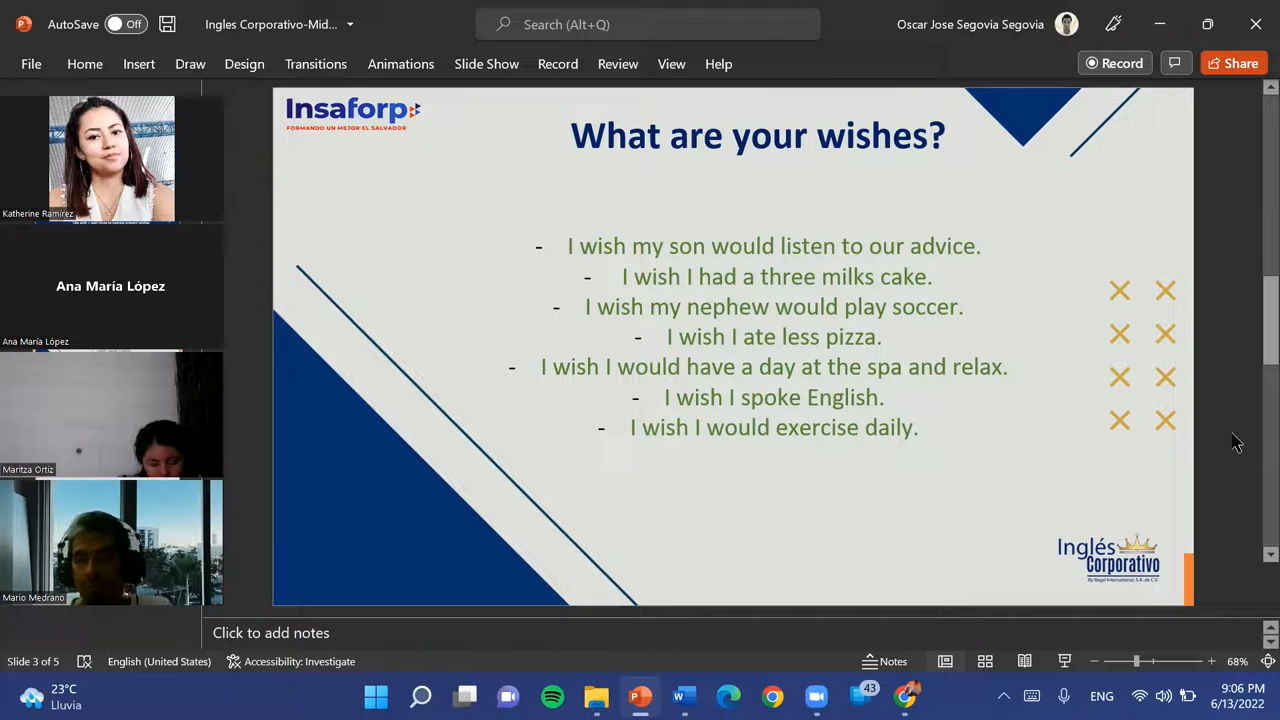 AutoSave Off Ingles Corporativo-Mid... Search (Alt+Q) Oscar Jose Segovia Segovia
File Home Insert Draw Design Transitions Animations Slide Show Record Review View Help Record Share
Insaforp
FORMANDO UN MEJOR EL SALVADOR
What are your wishes?
Katherine Ramirez
- I wish my son would listen to our advice.
- I wish I had a three milks cake.
Ana María López
- I wish my nephew would play soccer.
- I wish I ate less pizza.
Ana María López
- I wish I would have a day at the spa and relax.
- I wish I spoke English.
- I wish I would exercise daily.
Maritza Ortiz
Inglés
Corporativo
By Regal International, S.A. de C.V.
Mario Medrano
Click to add notes
Slide 3 of 5 English (United States) Accessibility: Investigate Notes 68%
23°C
Lluvia
43
ENG
9:06 PM
6/13/2022